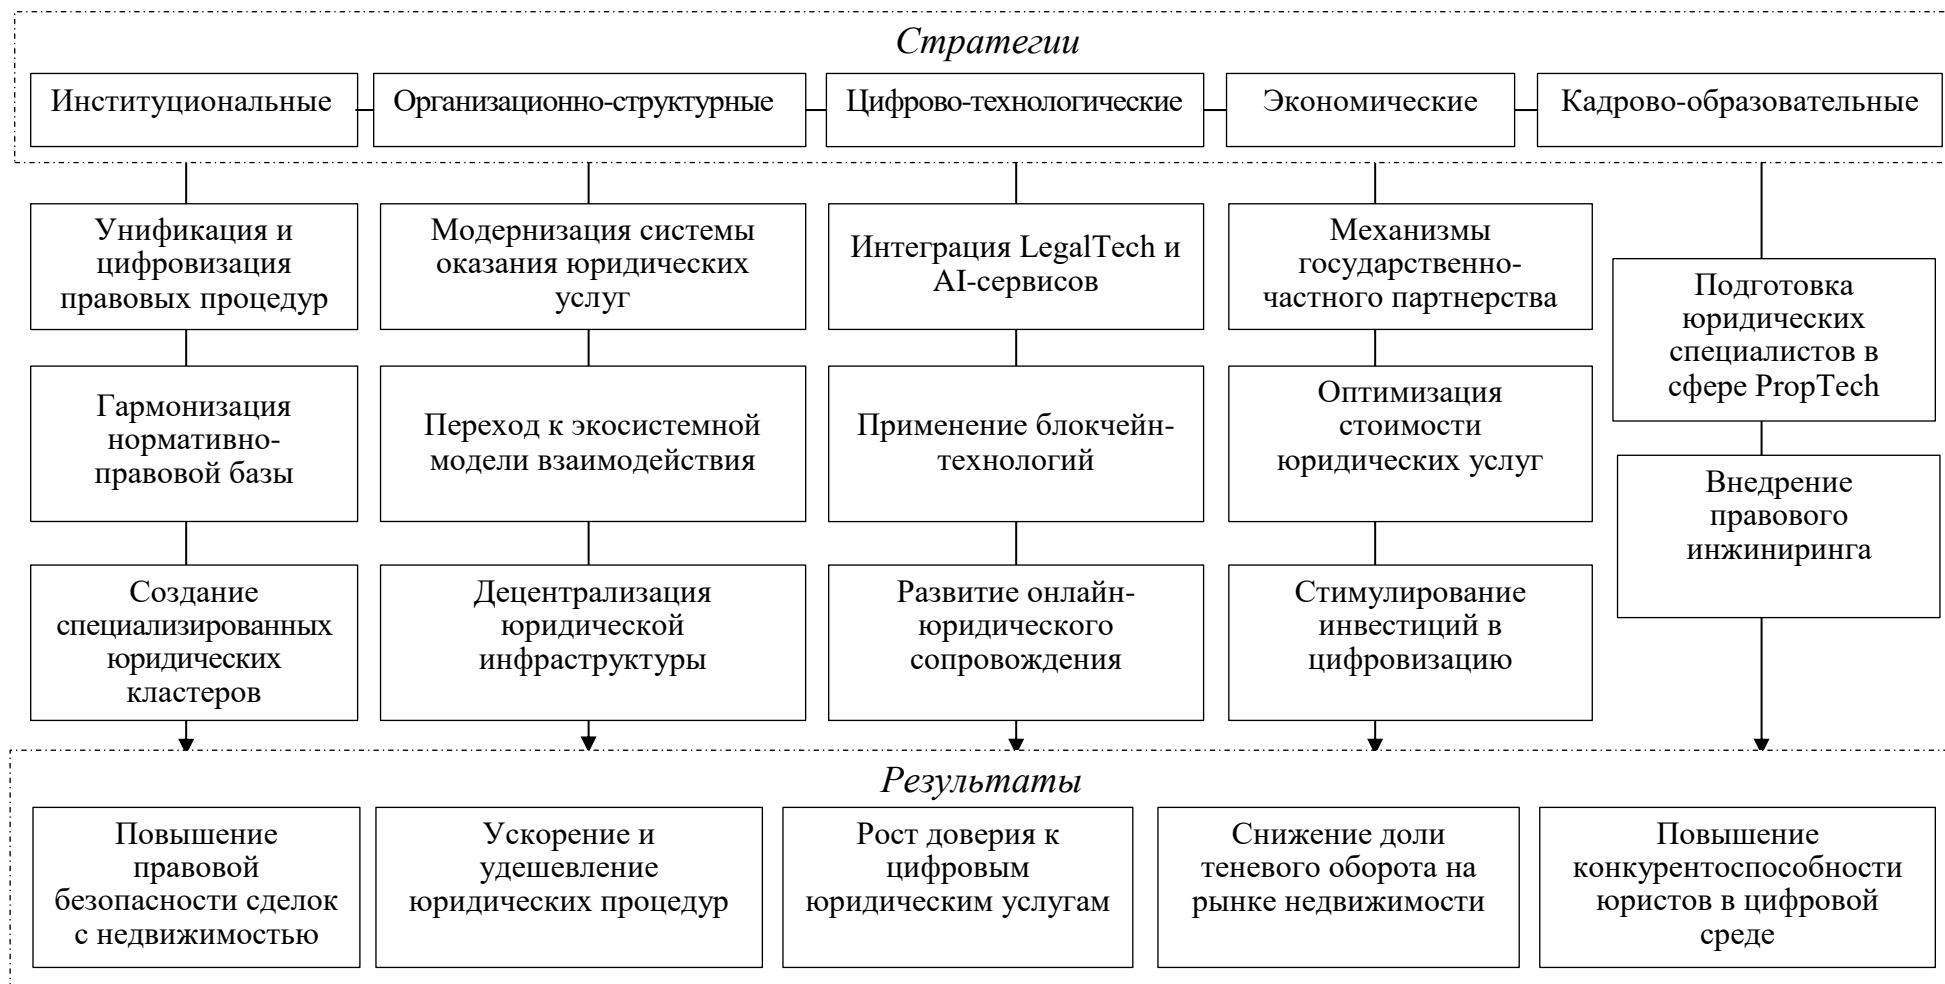 Стратегии
Институциональные
Организационно-структурные
Цифрово-технологические
Экономические
Кадрово-образовательные
Унификация и
цифровизация
правовых процедур
Гармонизация
нормативно-
правовой базы
Создание
специализированных
юридических
кластеров
Модернизация системы
оказания юридических
услуг
Переход к экосистемной
модели взаимодействия
Децентрализация
юридической
инфраструктуры
Интеграция LegalTech и
AI-сервисов
Применение блокчейн-
технологий
Развитие онлайн-
юридического
сопровождения
Механизмы
государственно-
частного партнерства
Оптимизация
стоимости
юридических услуг
Стимулирование
инвестиций в
цифровизацию
Подготовка
юридических
специалистов в
сфере PropTech
Внедрение
правового
инжиниринга
Результаты
Повышение
правовой
безопасности сделок
с недвижимостью
Ускорение и
удешевление
юридических процедур
Рост доверия к
цифровым
юридическим услугам
Снижение доли
теневого оборота на
рынке недвижимости
Повышение
конкурентоспособности
юристов в цифровой
среде